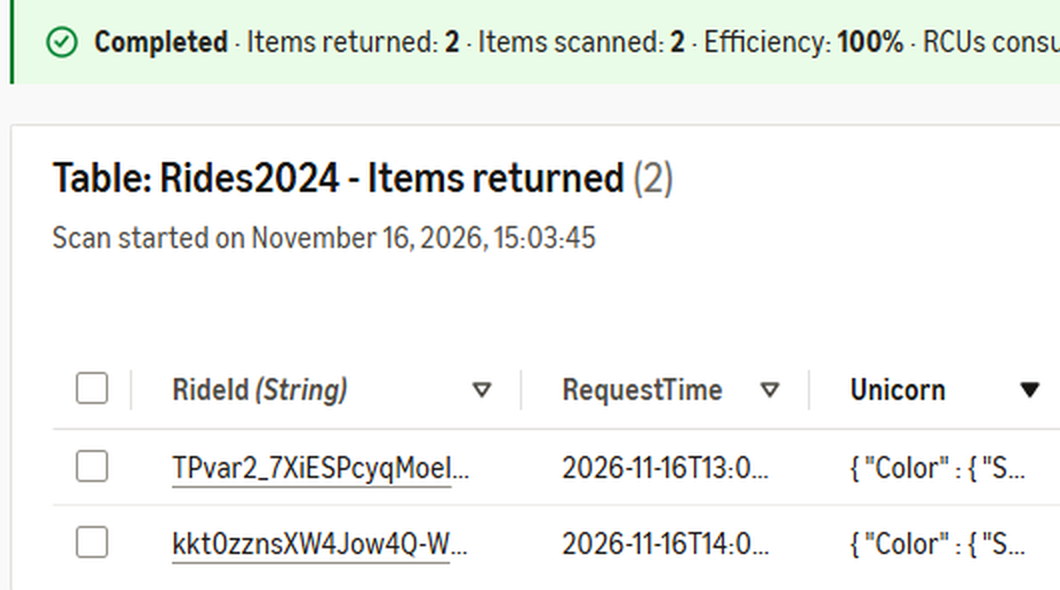 Completed · Items returned: 2 · Items scanned: 2 · Efficiency: 100% · RCUs
Table: Rides2024 - Items returned (2)
Scan started on November 16, 2026, 15:03:45
RideId (String) RequestTime Unicorn
TPvar2_7XiESPcyqMoel... 2026-11-16T13:0... { "Color" : { "S...
kkt0zznsXW4Jow4Q-W... 2026-11-16T14:0... { "Color" : { "S...